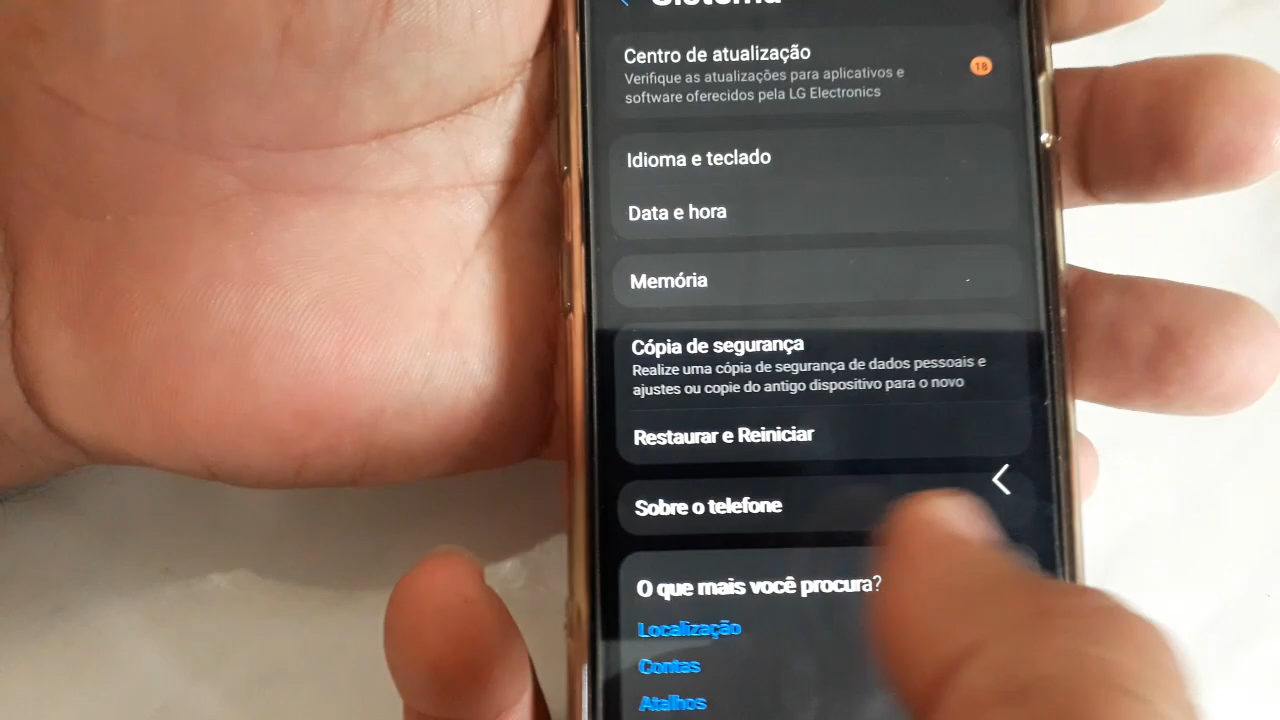 Sistema
Centro de atualização
Verifique as atualizações para aplicativos e
software oferecidos pela LG Electronics
18
Idioma e teclado
Data e hora
Memória
Cópia de segurança
Realize uma cópia de segurança de dados pessoais e
ajustes ou copie do antigo dispositivo para o novo
Restaurar e Reiniciar
Sobre o telefone
O que mais você procura?
Localização
Contas
Atalhos